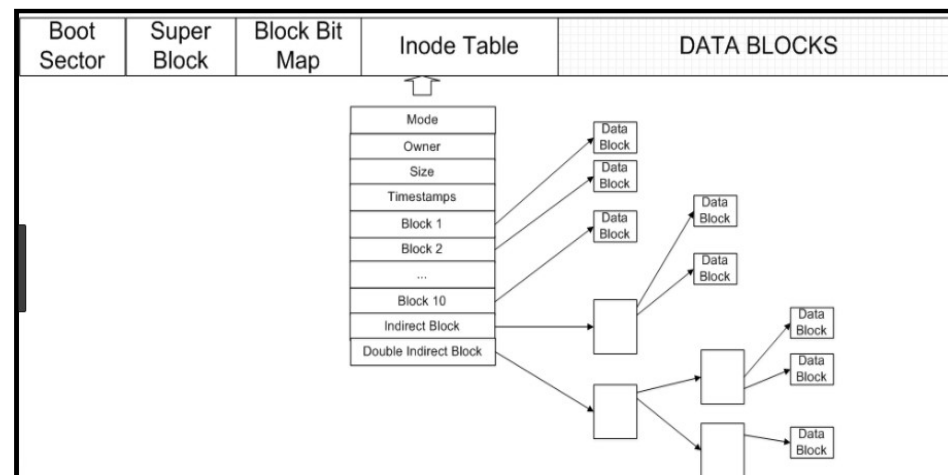 Boot
Sector
Super
Block
Block Bit
Map
Inode Table
DATA BLOCKS
Mode
Owner
Size
Timestamps
Block 1
Block 2
...
Block 10
Indirect Block
Double Indirect Block
Data
Block
Data
Block
Data
Block
Data
Block
Data
Block
Data
Block
Data
Block
Data
Block